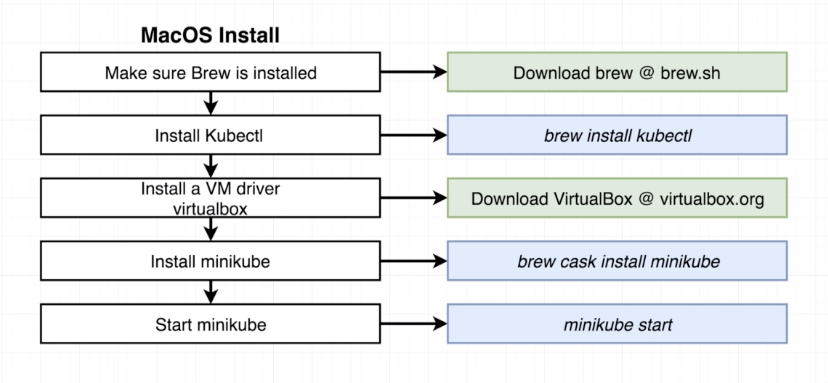 MacOS Install
Make sure Brew is installed
Download brew @ brew.sh
Install Kubectl
brew install kubectl
Install a VM driver
virtualbox
Download VirtualBox @ virtualbox.org
Install minikube
brew cask install minikube
Start minikube
minikube start